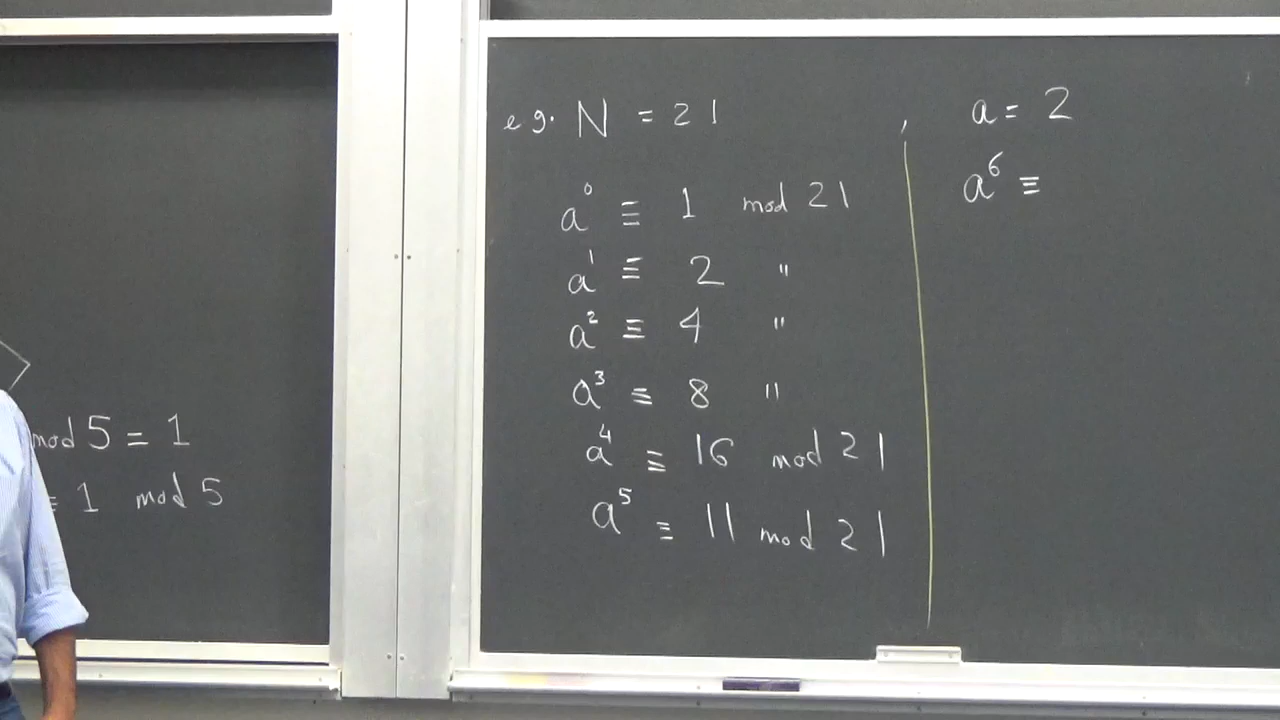 mod 5 = 1
≡ 1 mod 5
e.g. N = 21 , a = 2
a⁰ ≡ 1 mod 21
a¹ ≡ 2 "
a² ≡ 4 "
a³ ≡ 8 "
a⁴ ≡ 16 mod 21
a⁵ ≡ 11 mod 21
a⁶ ≡